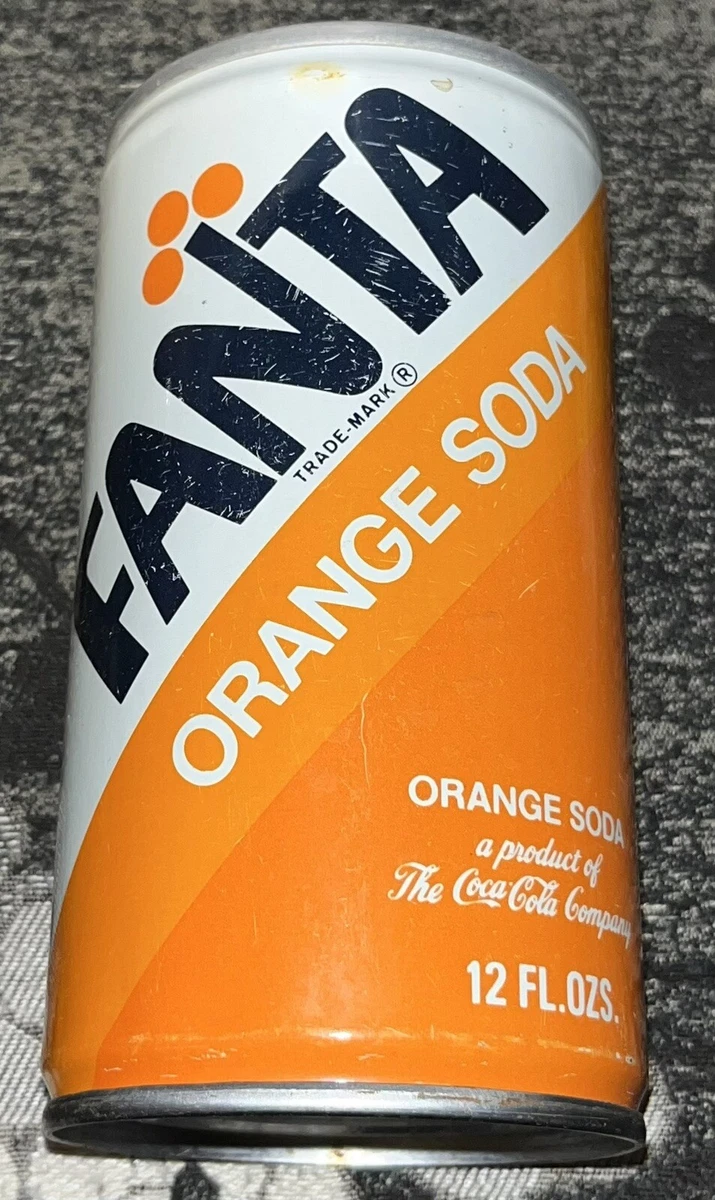 FANTA
TRADE-MARK ®
ORANGE SODA
ORANGE SODA
a product of
The Coca-Cola Company
12 FL.OZS.